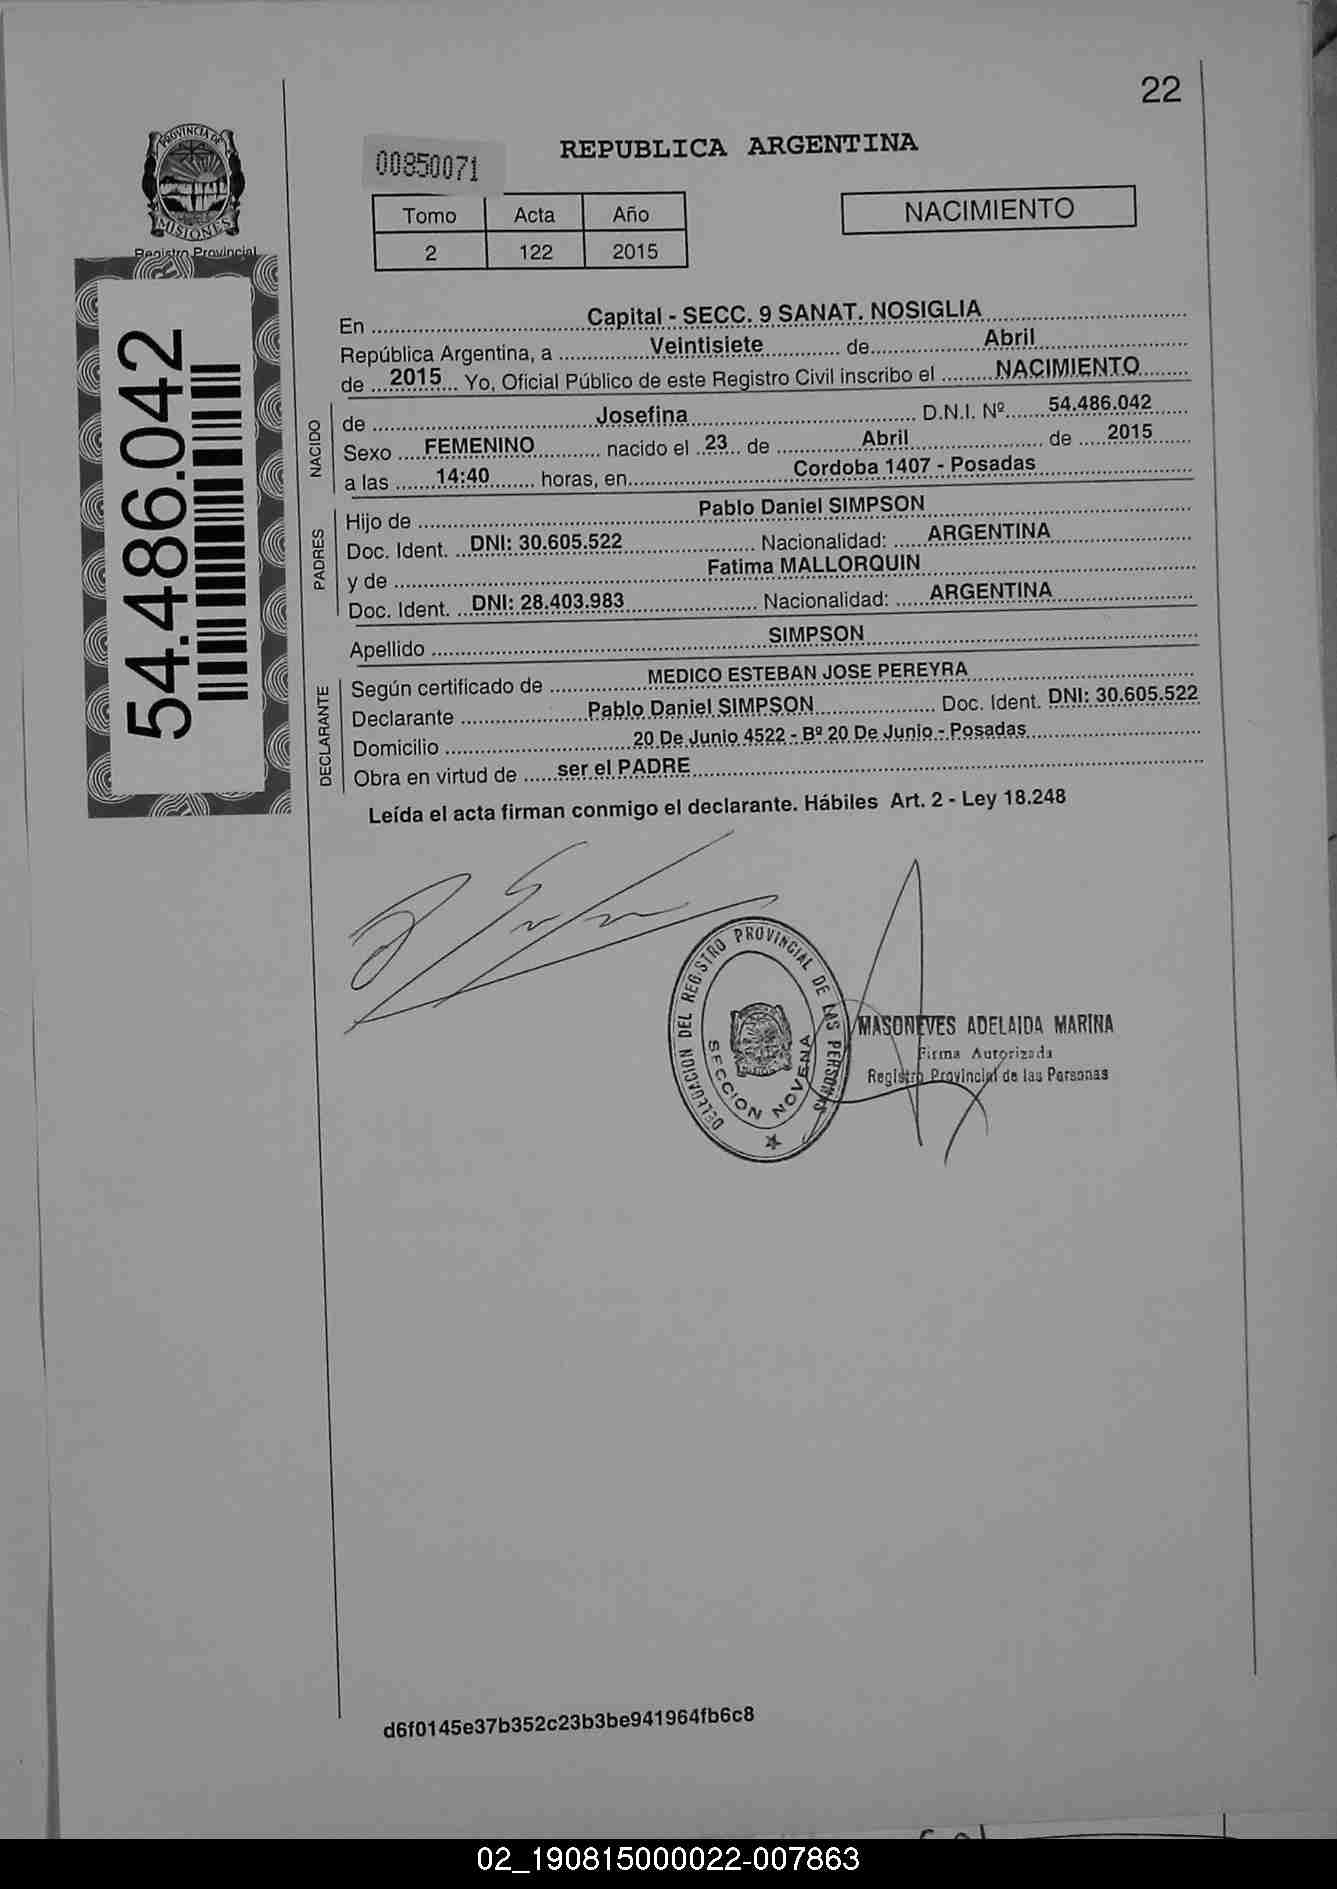 22
PROVINCIA DE
MISIONES
Registro Provincial
00850071
REPUBLICA ARGENTINA
Tomo Acta Año
2 122 2015
NACIMIENTO
54.486.042
En Capital - SECC. 9 SANAT. NOSIGLIA
República Argentina, a Veintisiete de Abril
de 2015 Yo, Oficial Público de este Registro Civil inscribo el NACIMIENTO
NACIDO
de Josefina D.N.I. Nº 54.486.042
Sexo FEMENINO nacido el 23 de Abril de 2015
a las 14:40 horas, en Cordoba 1407 - Posadas
PADRES
Hijo de Pablo Daniel SIMPSON
Doc. Ident. DNI: 30.605.522 Nacionalidad: ARGENTINA
y de Fatima MALLORQUIN
Doc. Ident. DNI: 28.403.983 Nacionalidad: ARGENTINA
Apellido SIMPSON
DECLARANTE
Según certificado de MEDICO ESTEBAN JOSE PEREYRA
Declarante Pablo Daniel SIMPSON Doc. Ident. DNI: 30.605.522
Domicilio 20 De Junio 4522 - Bº 20 De Junio - Posadas
Obra en virtud de ser el PADRE
Leída el acta firman conmigo el declarante. Hábiles Art. 2 - Ley 18.248
DELEGACION DEL REGISTRO PROVINCIAL DE LAS PERSONAS
SECCION NOVENA
MASONEVES ADELAIDA MARINA
Firma Autorizada
Registro Provincial de las Personas
d6f0145e37b352c23b3be941964fb6c8
02_190815000022-007863